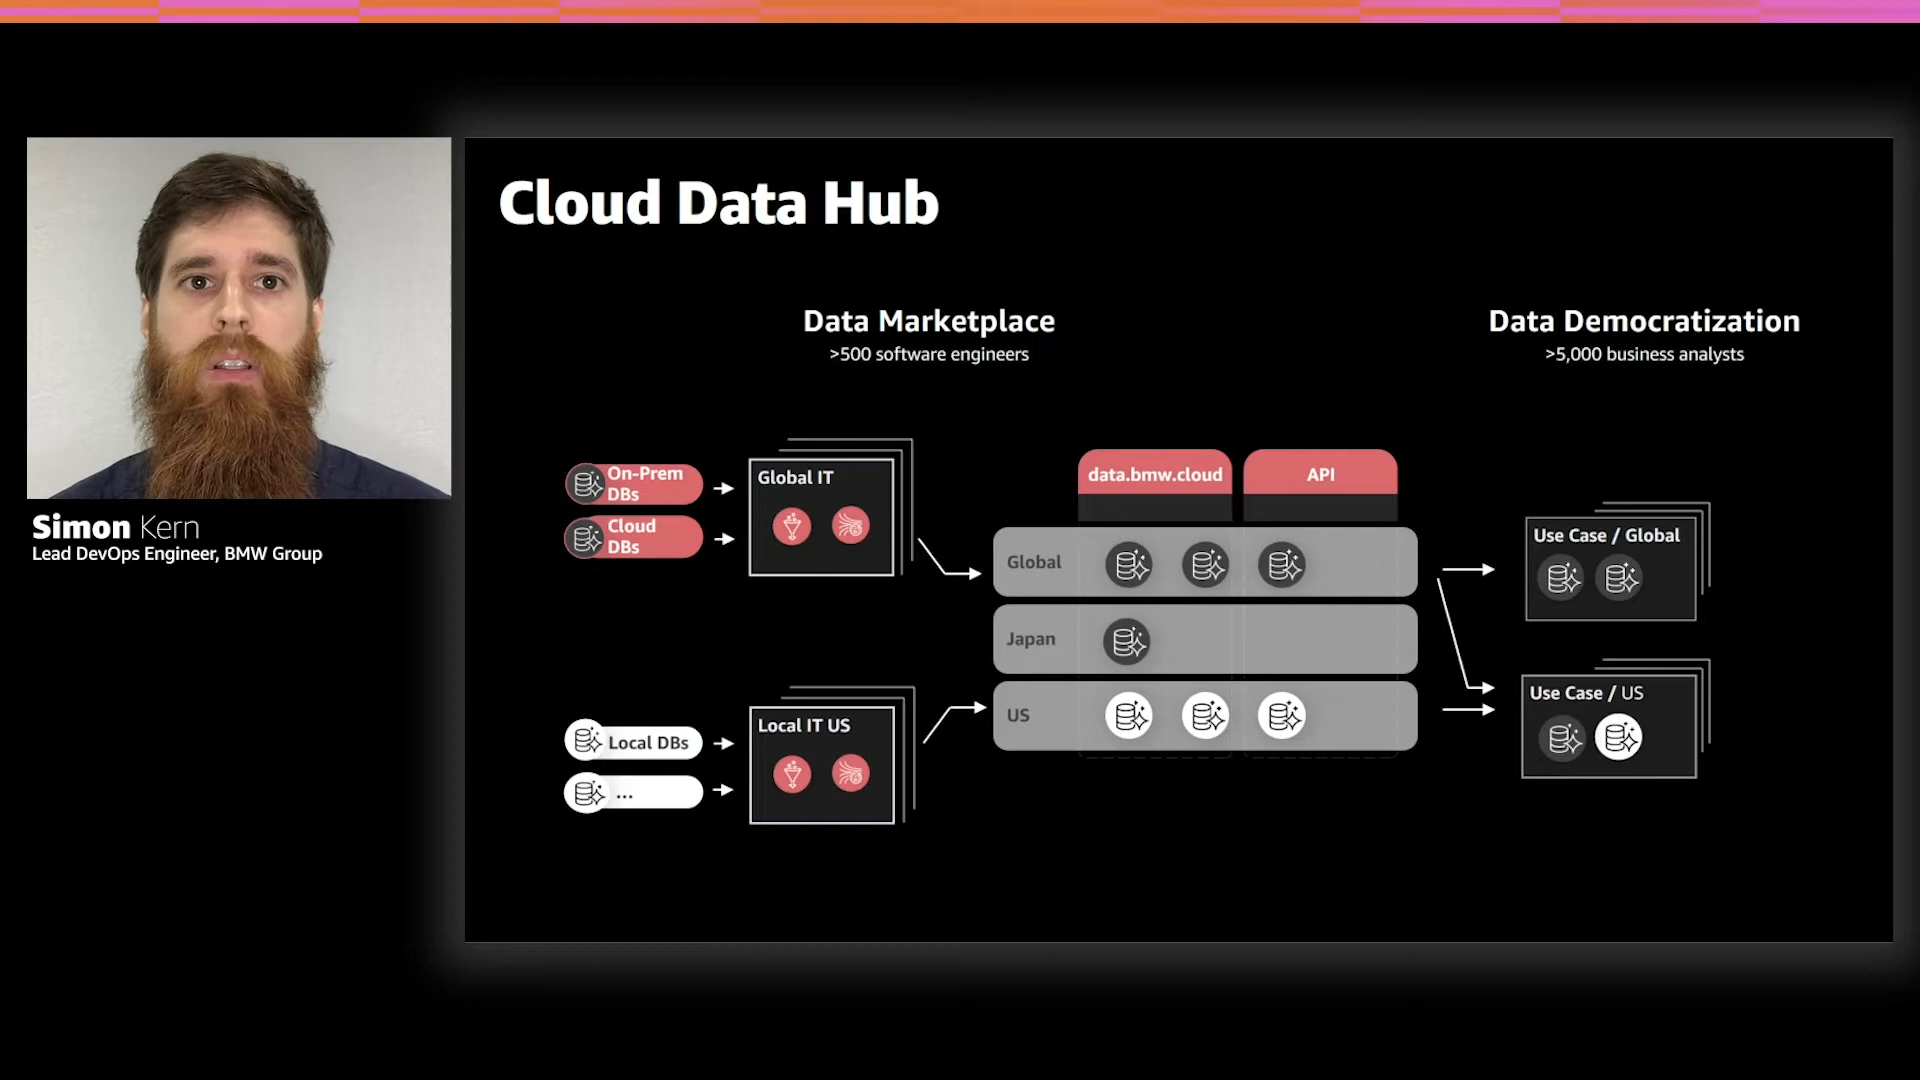 Cloud Data Hub
Data Marketplace
>500 software engineers
Data Democratization
>5,000 business analysts
On-Prem
DBs
Cloud
DBs
Global IT
data.bmw.cloud
API
Global
Japan
US
Use Case / Global
Use Case / US
Local DBs
...
Local IT US
Simon Kern
Lead DevOps Engineer, BMW Group